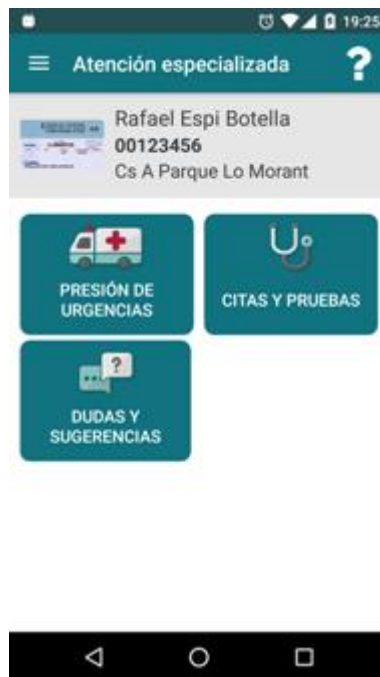 19:25
Atención especializada
?
Rafael Espi Botella
00123456
Cs A Parque Lo Morant
PRESIÓN DE
URGENCIAS
CITAS Y PRUEBAS
?
DUDAS Y
SUGERENCIAS